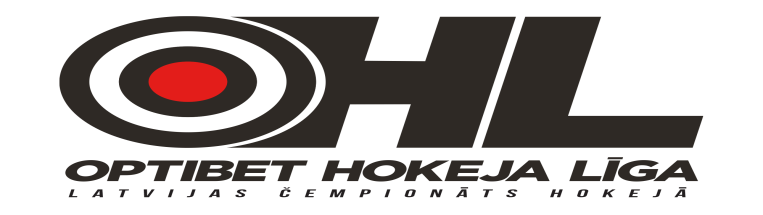 OHL
OPTIBET HOKEJA LĪGA
LATVIJAS ČEMPIONĀTS HOKEJĀ